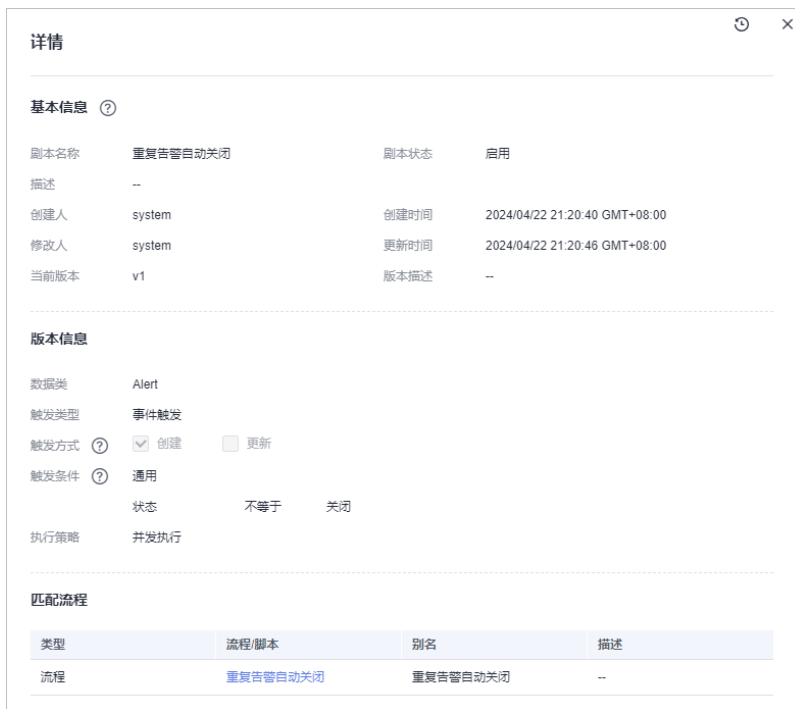 详情
基本信息 ?
剧本名称 重复告警自动关闭 剧本状态 启用
描述 --
创建人 system 创建时间 2024/04/22 21:20:40 GMT+08:00
修改人 system 更新时间 2024/04/22 21:20:46 GMT+08:00
当前版本 v1 版本描述 --
版本信息
数据类 Alert
触发类型 事件触发
触发方式 ? 创建 更新
触发条件 ? 通用
状态 不等于 关闭
执行策略 并发执行
匹配流程
类型 流程/脚本 别名 描述
流程 重复告警自动关闭 重复告警自动关闭 --